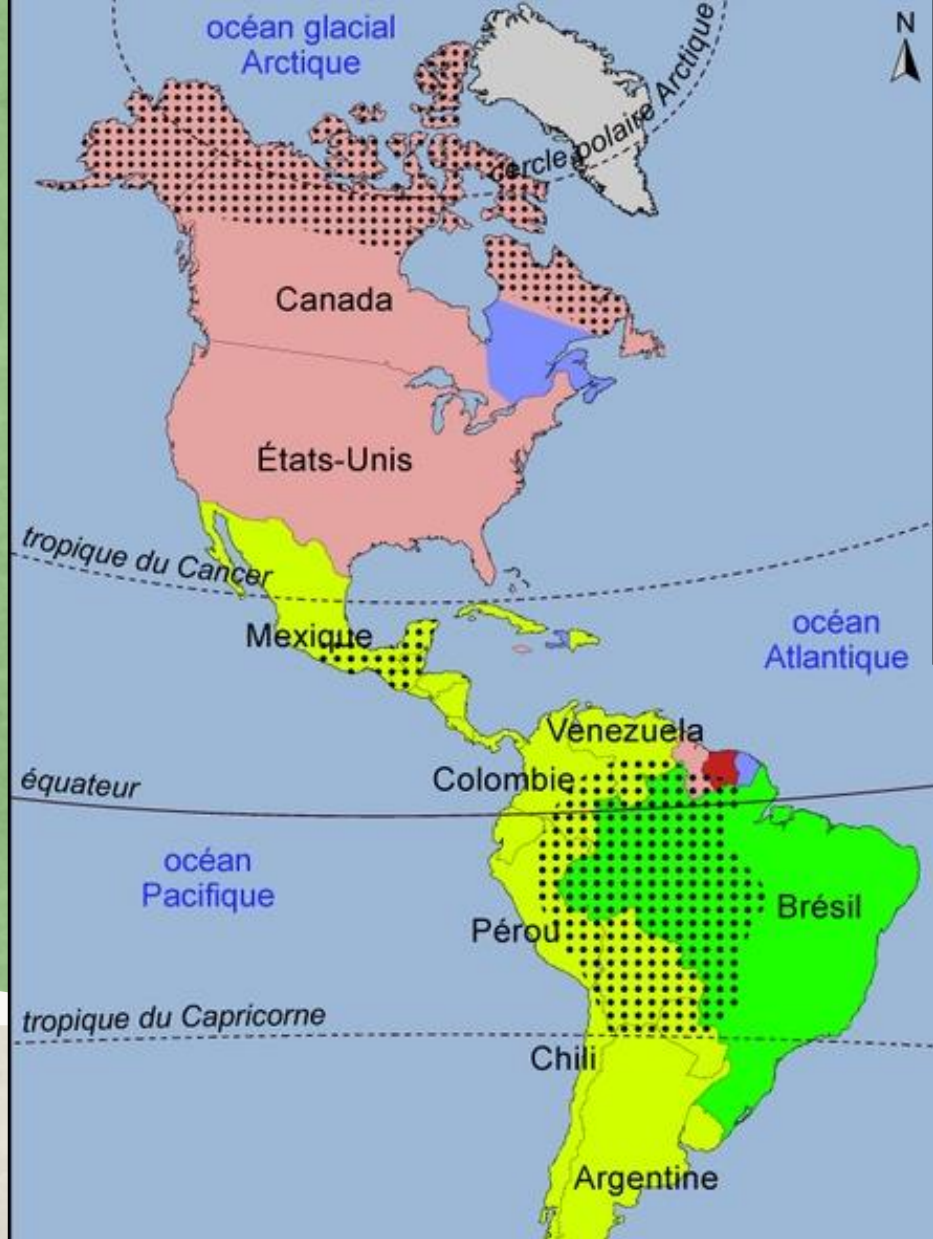 océan glacial
Arctique
N
cercle polaire Arctique
Canada
États-Unis
tropique du Cancer
Mexique
océan
Atlantique
Venezuela
Colombie
équateur
océan
Pacifique
Brésil
Pérou
tropique du Capricorne
Chili
Argentine